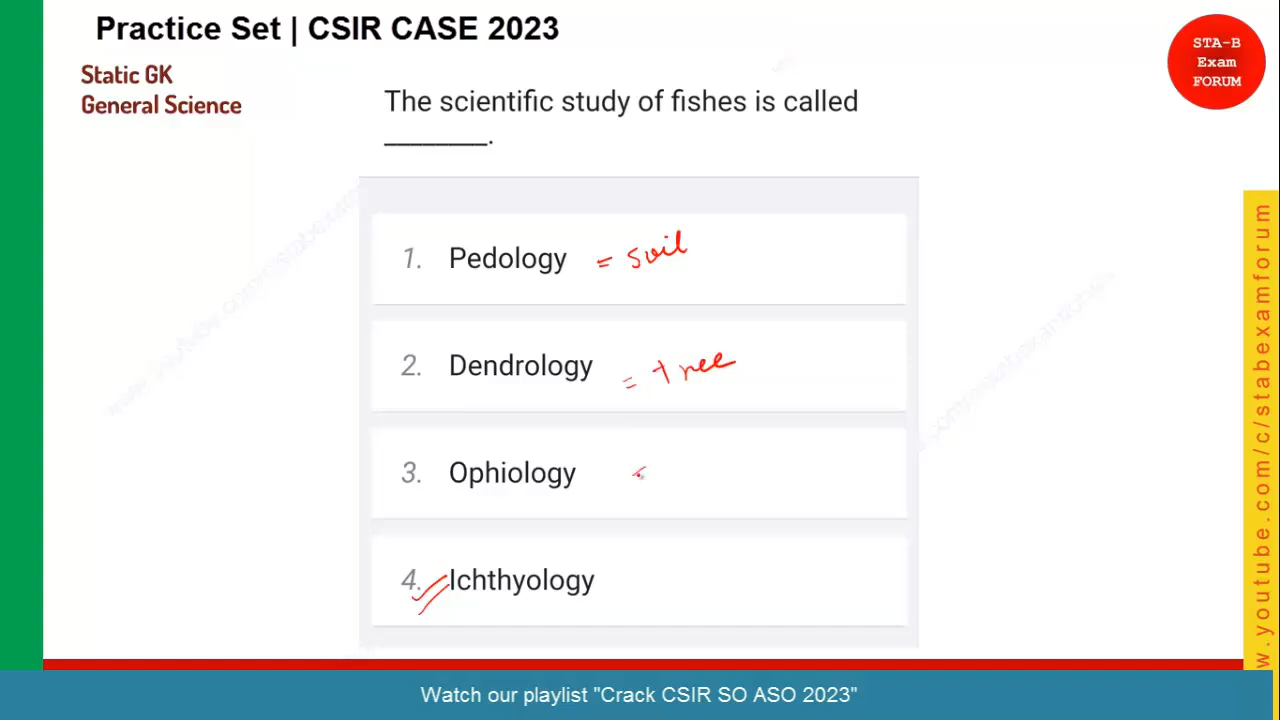 Practice Set | CSIR CASE 2023
STA-B
Exam
FORUM
Static GK
General Science
The scientific study of fishes is called
________.
1. Pedology = soil
2. Dendrology = tree
3. Ophiology
4. Ichthyology
w.youtube.com/c/stabexamforum
Watch our playlist "Crack CSIR SO ASO 2023"